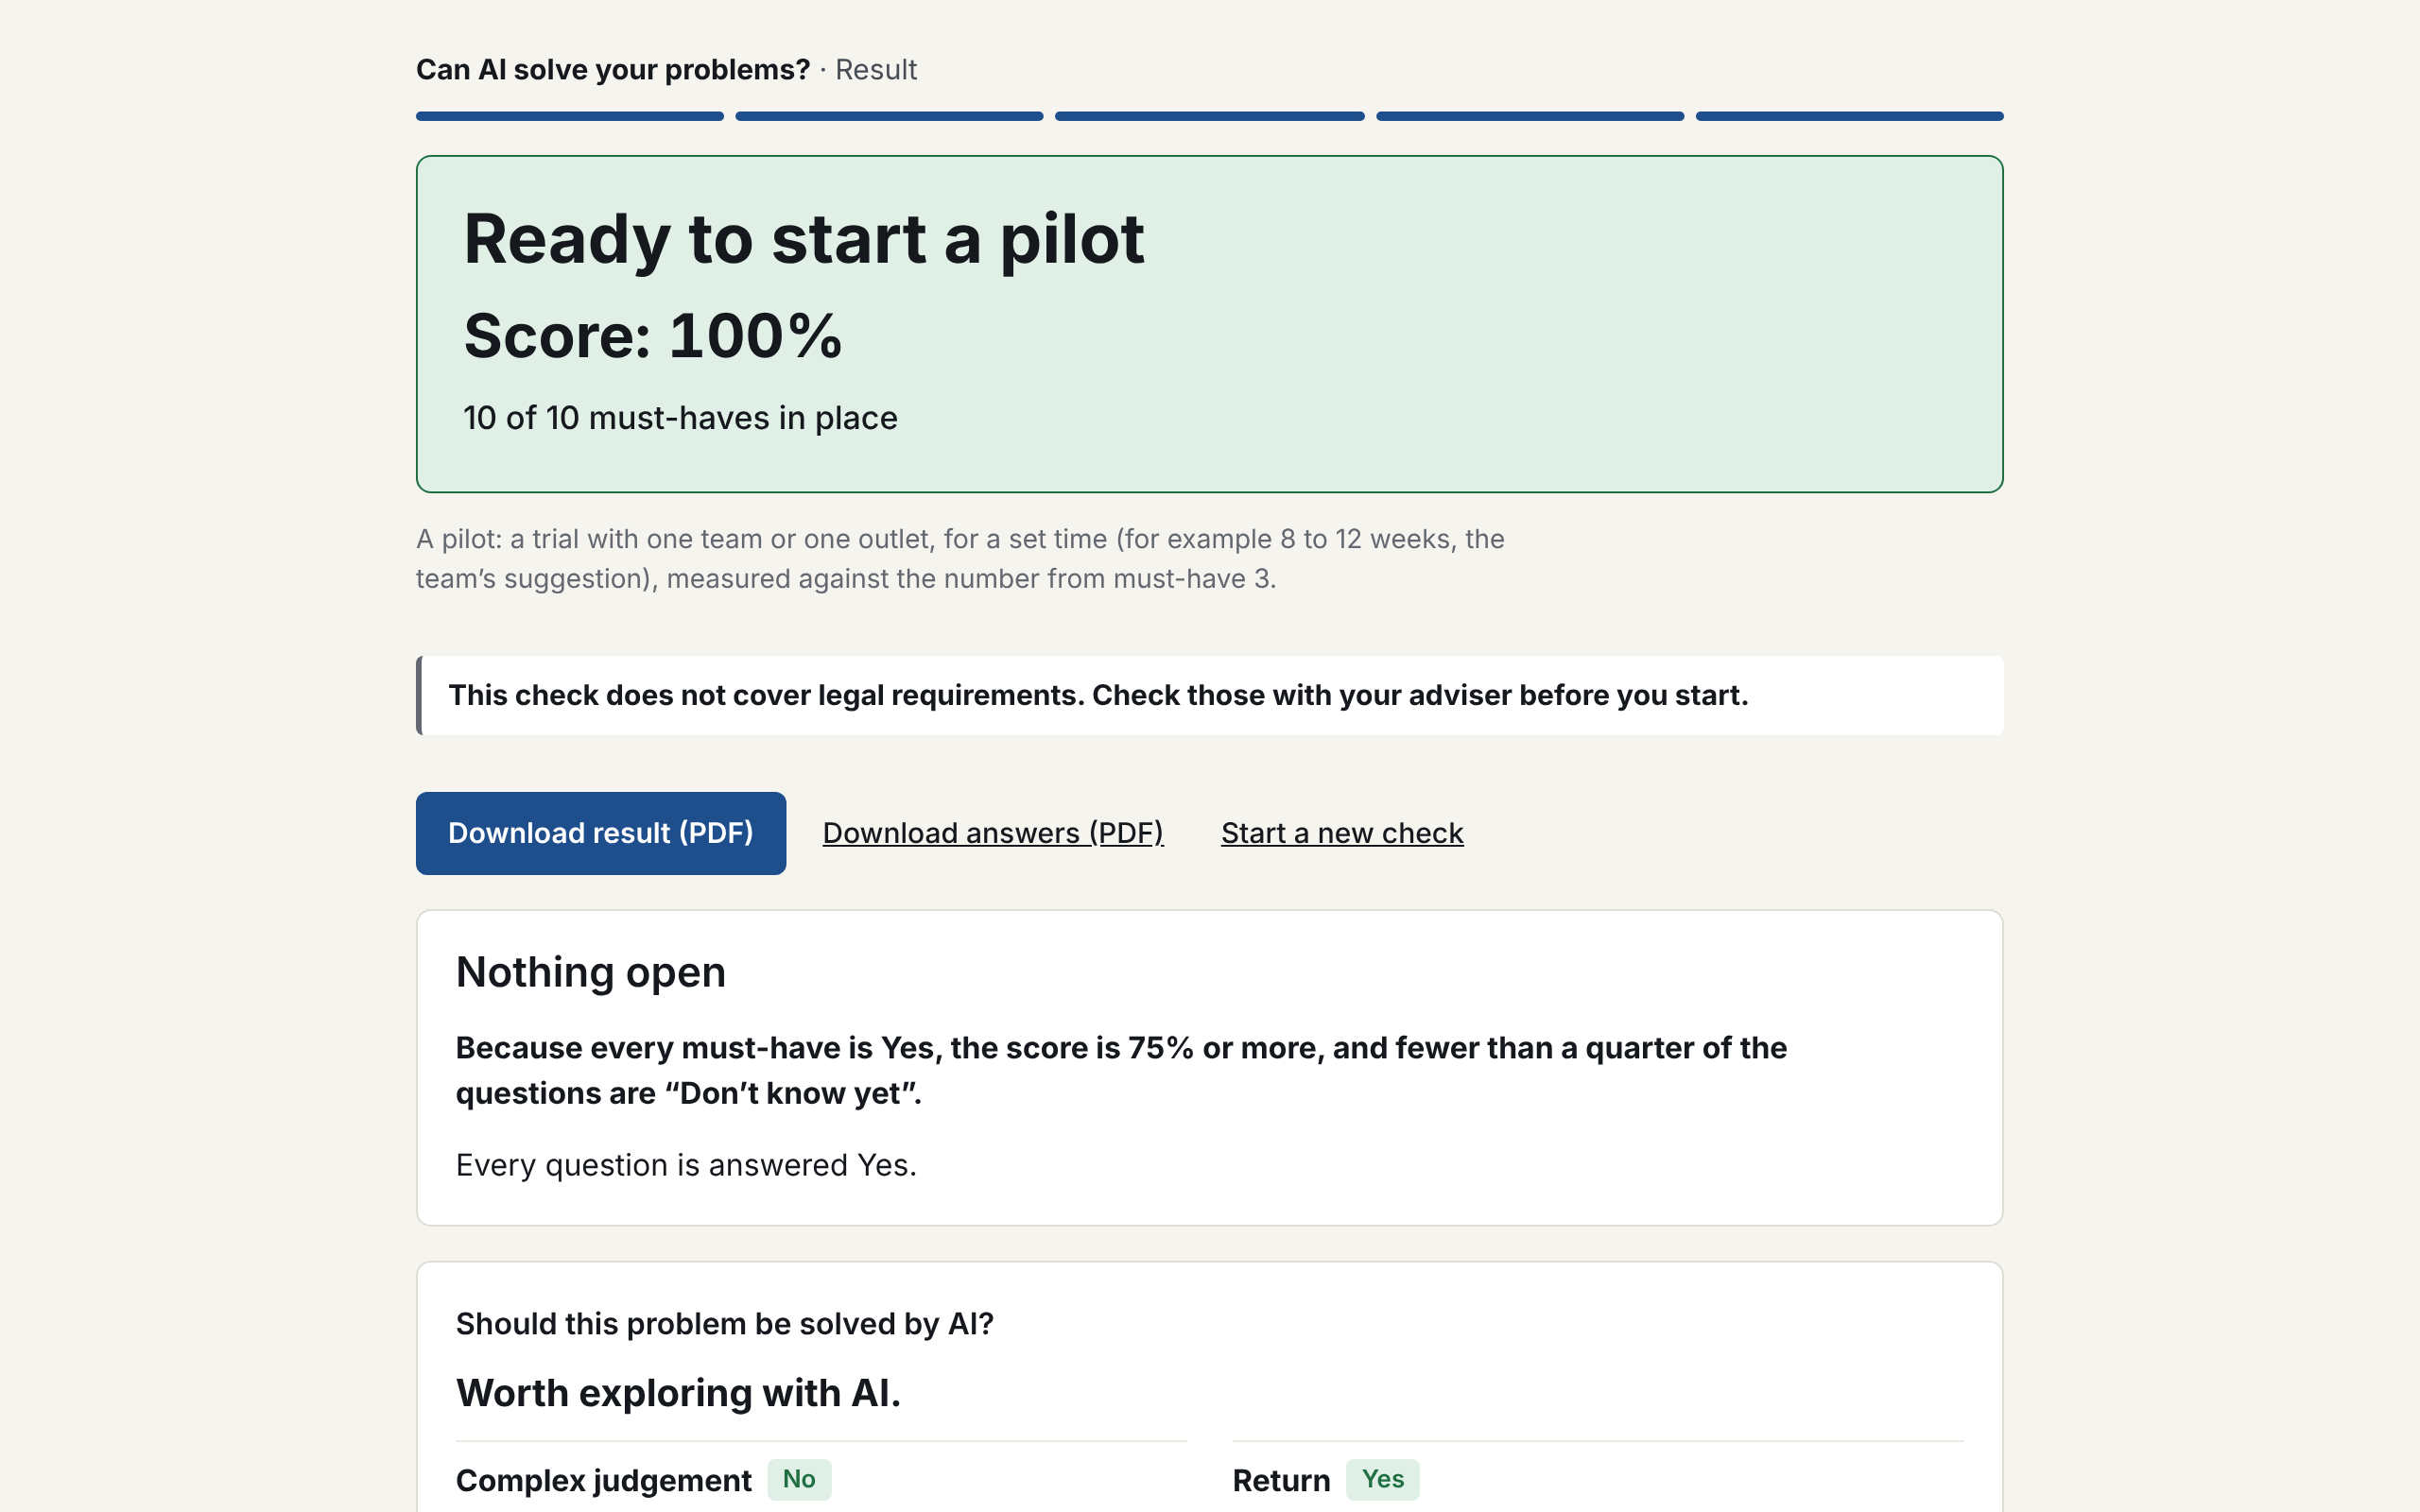 Can AI solve your problems? · Result
Ready to start a pilot
Score: 100%
10 of 10 must-haves in place
A pilot: a trial with one team or one outlet, for a set time (for example 8 to 12 weeks, the
team’s suggestion), measured against the number from must-have 3.
This check does not cover legal requirements. Check those with your adviser before you start.
Download result (PDF)
Download answers (PDF)
Start a new check
Nothing open
Because every must-have is Yes, the score is 75% or more, and fewer than a quarter of the
questions are “Don’t know yet”.
Every question is answered Yes.
Should this problem be solved by AI?
Worth exploring with AI.
Complex judgement No
Return Yes